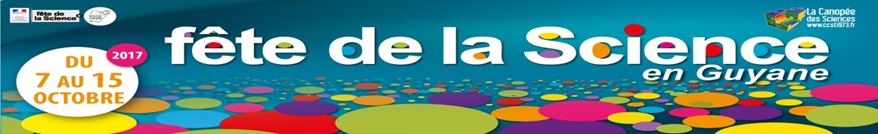 fête de
la Science
DU
7 AU 15
OCTOBRE
2017
fête de la Science
en Guyane
La Canopée
des Sciences
www.ccsti973.fr